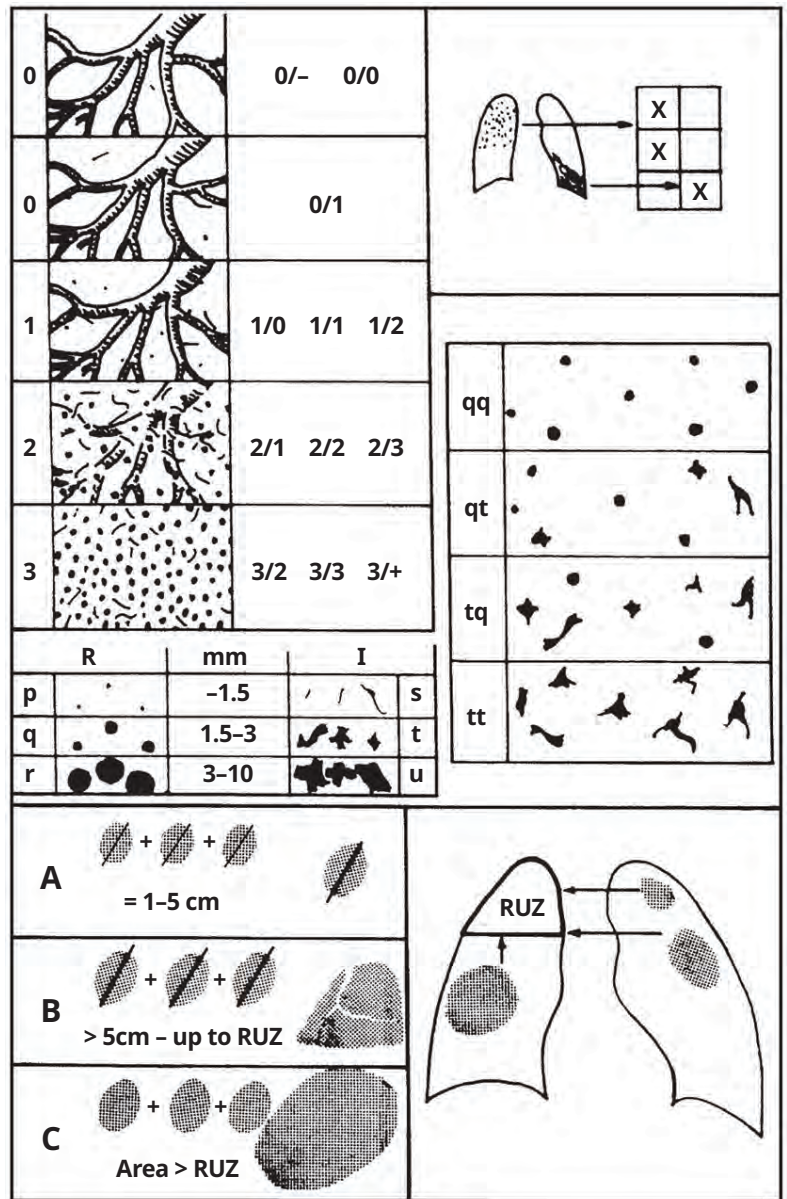 0 0/– 0/0
0 0/1
1 1/0 1/1 1/2
2 2/1 2/2 2/3
3 3/2 3/3 3/+
X
X
X
qq
qt
tq
tt
R mm I
p –1.5 s
q 1.5–3 t
r 3–10 u
A + +
= 1–5 cm
B + +
> 5cm – up to RUZ
C + +
Area > RUZ
RUZ